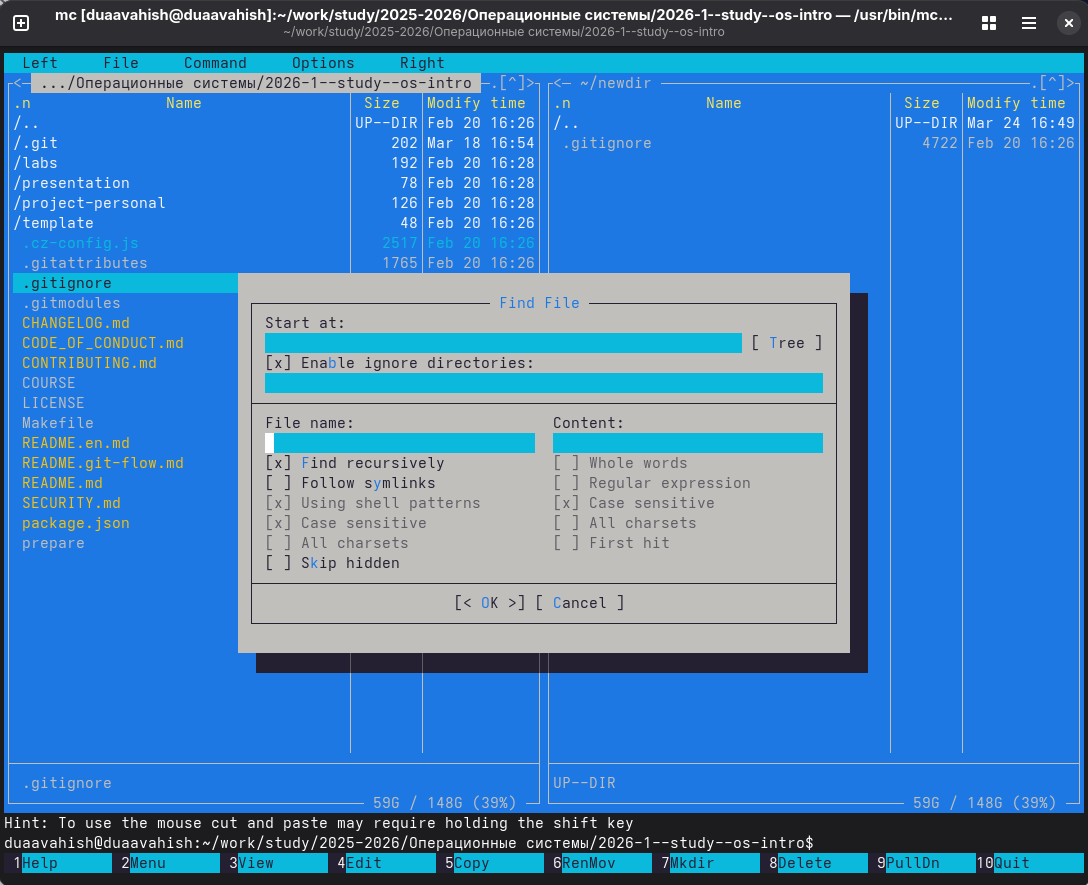 mc [duaavahish@duaavahish]:~/work/study/2025-2026/Операционные системы/2026-1--study--os-intro — /usr/bin/mc...
~/work/study/2025-2026/Операционные системы/2026-1--study--os-intro
Left File Command Options Right
<— .../Операционные системы/2026-1--study--os-intro —.[^]> <— ~/newdir —.[^]>
.n Name Size Modify time .n Name Size Modify time
/.. UP--DIR Feb 20 16:26 /.. UP--DIR Mar 24 16:49
/.git 202 Mar 18 16:54 .gitignore 4722 Feb 20 16:26
/labs 192 Feb 20 16:28
/presentation 78 Feb 20 16:28
/project-personal 126 Feb 20 16:28
/template 48 Feb 20 16:26
.cz-config.js 2517 Feb 20 16:26
.gitattributes 1765 Feb 20 16:26
.gitignore
.gitmodules
CHANGELOG.md
CODE_OF_CONDUCT.md
CONTRIBUTING.md
COURSE
LICENSE
Makefile
README.en.md
README.git-flow.md
README.md
SECURITY.md
package.json
prepare
Find File
Start at:
[ Tree ]
[x] Enable ignore directories:
File name: Content:
[x] Find recursively [ ] Whole words
[ ] Follow symlinks [ ] Regular expression
[x] Using shell patterns [x] Case sensitive
[x] Case sensitive [ ] All charsets
[ ] All charsets [ ] First hit
[ ] Skip hidden
[< OK >] [ Cancel ]
.gitignore UP--DIR
59G / 148G (39%) 59G / 148G (39%)
Hint: To use the mouse cut and paste may require holding the shift key
duaavahish@duaavahish:~/work/study/2025-2026/Операционные системы/2026-1--study--os-intro$
1Help 2Menu 3View 4Edit 5Copy 6RenMov 7Mkdir 8Delete 9PullDn 10Quit